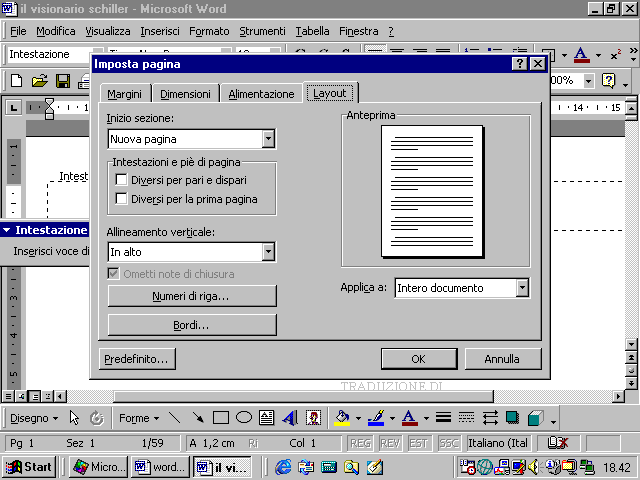 il visionario schiller - Microsoft Word
File Modifica Visualizza Inserisci Formato Strumenti Tabella Finestra ?
Intestazione
Imposta pagina
00%
Margini Dimensioni Alimentazione Layout
14 15
Inizio sezione:
Nuova pagina
Anteprima
Intestazioni e piè di pagina
Diversi per pari e dispari
Diversi per la prima pagina
Intest
Intestazione
Inserisci voce di
Allineamento verticale:
In alto
Ometti note di chiusura
Numeri di riga...
Applica a: Intero documento
Bordi...
Predefinito... OK Annulla
TRADUZIONE DI
Disegno Forme
Pg 1 Sez 1 1/59 A 1,2 cm Ri Col 1 REG REV EST SSC Italiano (Ital
Start Micro... word... il vi... 18.42